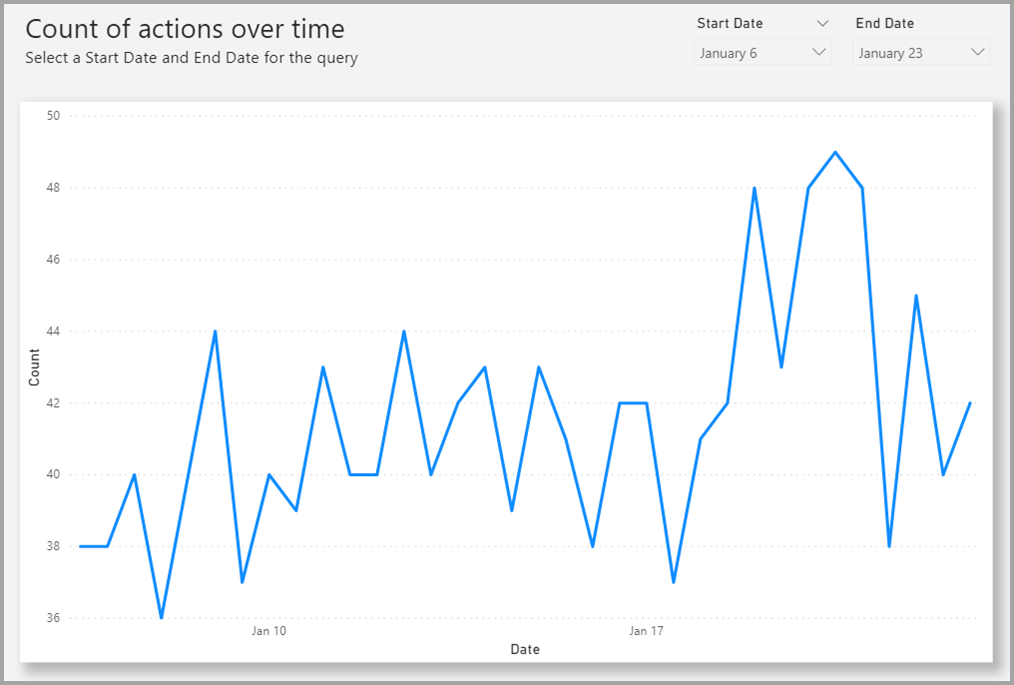 Count of actions over time
Select a Start Date and End Date for the query
Start Date
January 6
End Date
January 23
50
48
46
44
42
40
38
36
Count
Jan 10
Jan 17
Date